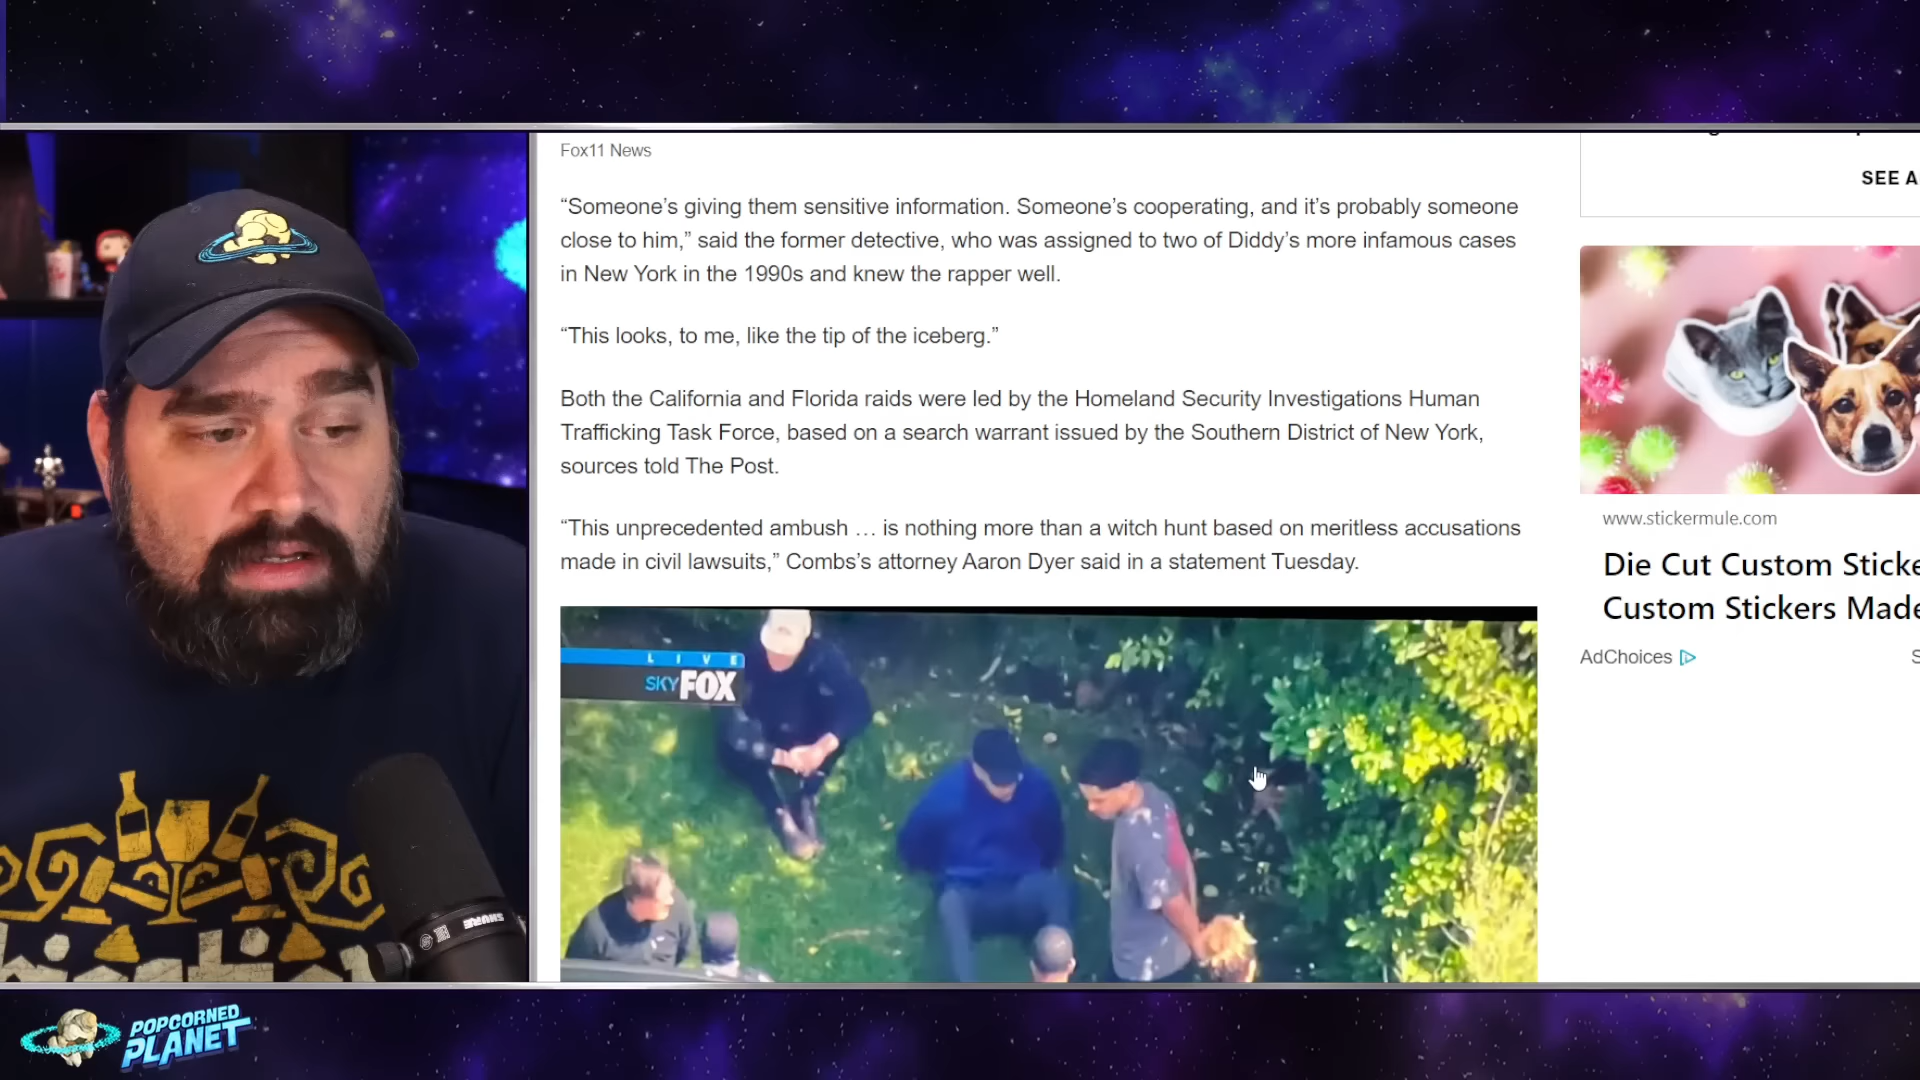 Fox11 News
“Someone’s giving them sensitive information. Someone’s cooperating, and it’s probably someone
close to him,” said the former detective, who was assigned to two of Diddy’s more infamous cases
in New York in the 1990s and knew the rapper well.
“This looks, to me, like the tip of the iceberg.”
Both the California and Florida raids were led by the Homeland Security Investigations Human
Trafficking Task Force, based on a search warrant issued by the Southern District of New York,
sources told The Post.
“This unprecedented ambush … is nothing more than a witch hunt based on meritless accusations
made in civil lawsuits,” Combs’s attorney Aaron Dyer said in a statement Tuesday.
LIVE
SKYFOX
SEE A
www.stickermule.com
Die Cut Custom Sticke
Custom Stickers Made
AdChoices
S
SHURE
POPCORNED
PLANET